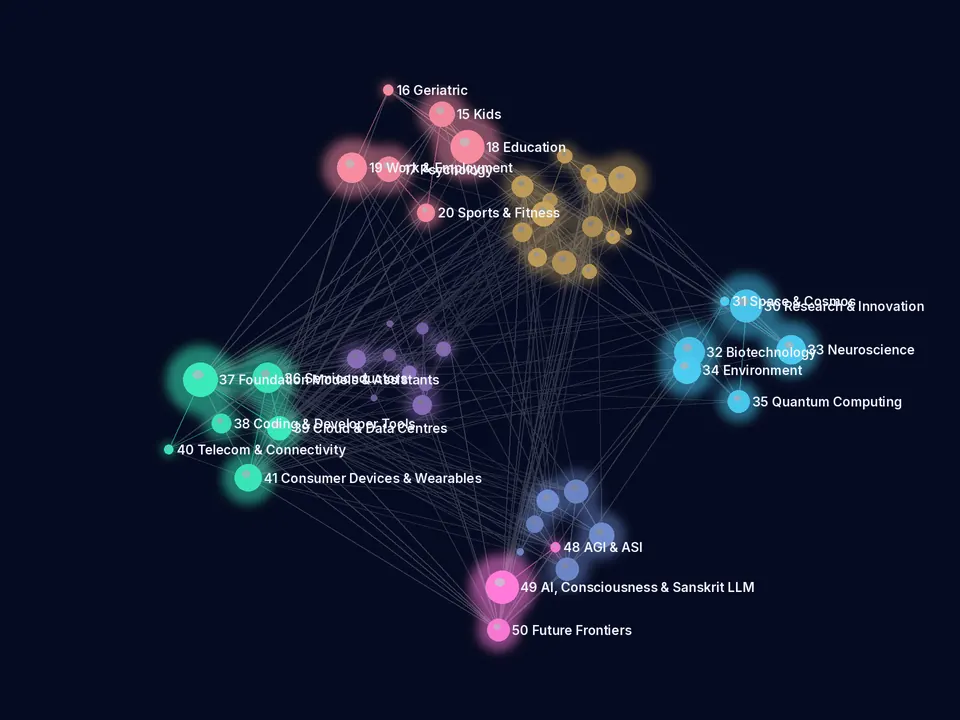 16 Geriatric
15 Kids
18 Education
19 Work & Employment
17 Psychology
20 Sports & Fitness
31 Space & Cosmos
30 Research & Innovation
32 Biotechnology
33 Neuroscience
34 Environment
37 Foundation Models & Assistants
36 Semiconductors
35 Quantum Computing
38 Coding & Developer Tools
39 Cloud & Data Centres
40 Telecom & Connectivity
41 Consumer Devices & Wearables
48 AGI & ASI
49 AI, Consciousness & Sanskrit LLM
50 Future Frontiers